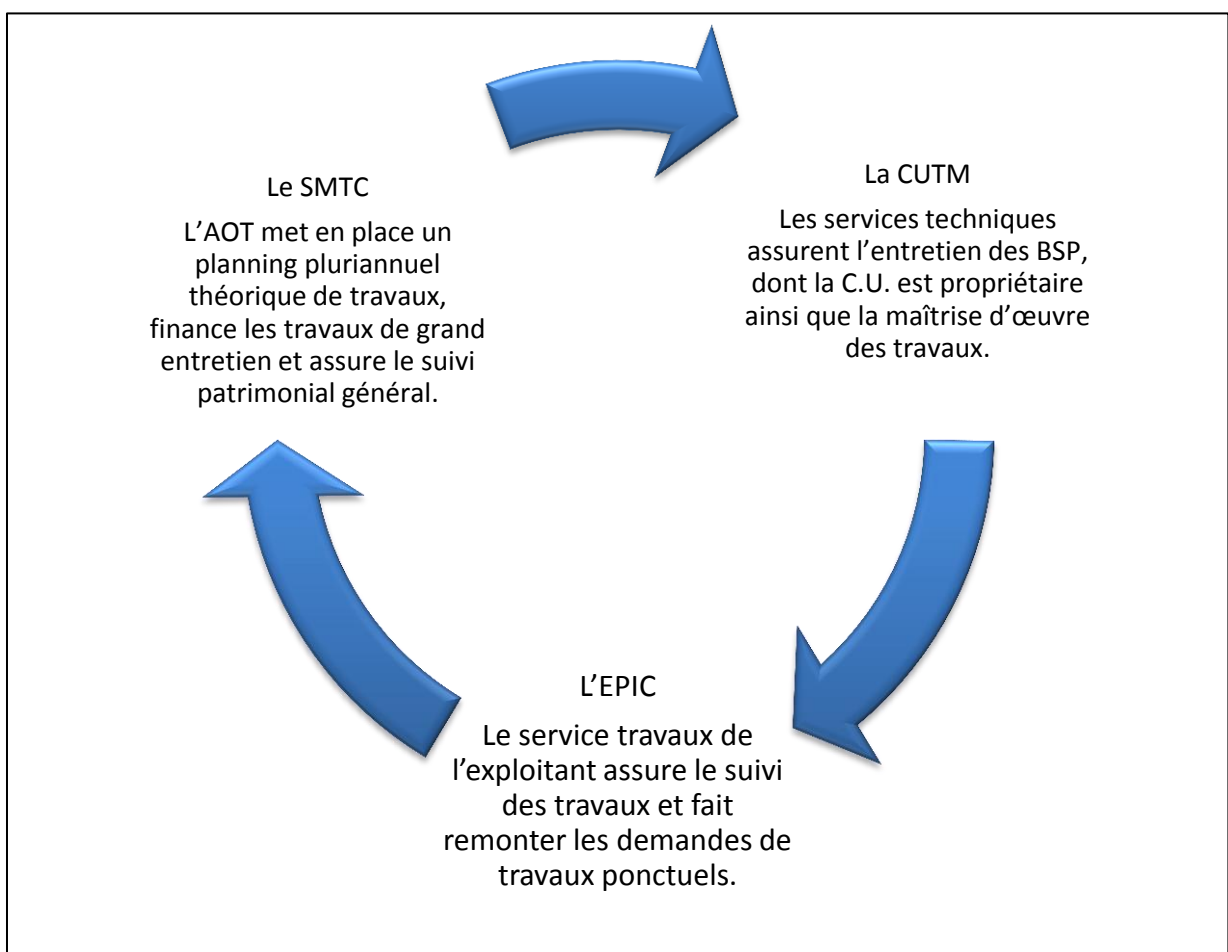 Le SMTC
L’AOT met en place un
planning pluriannuel
théorique de travaux,
finance les travaux de grand
entretien et assure le suivi
patrimonial général.
La CUTM
Les services techniques
assurent l’entretien des BSP,
dont la C.U. est propriétaire
ainsi que la maîtrise d’œuvre
des travaux.
L’EPIC
Le service travaux de
l’exploitant assure le suivi
des travaux et fait
remonter les demandes de
travaux ponctuels.